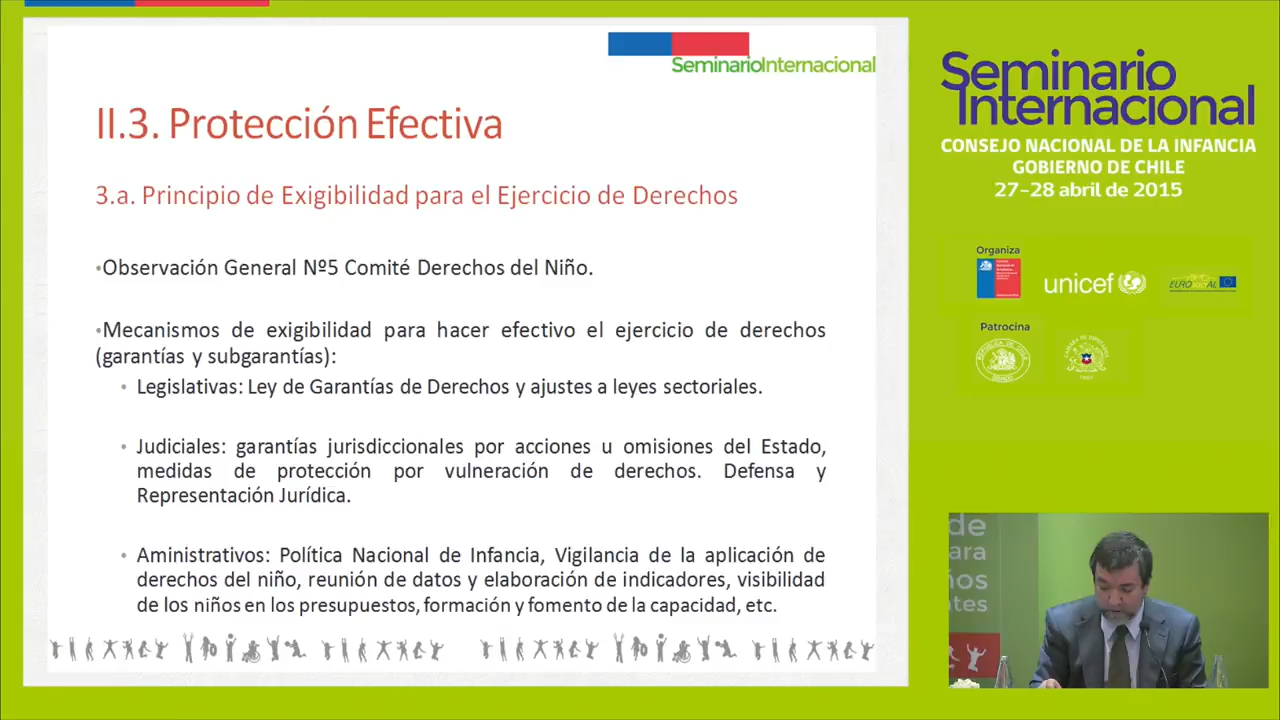 SeminarioInternacional
II.3. Protección Efectiva
3.a. Principio de Exigibilidad para el Ejercicio de Derechos
•Observación General Nº5 Comité Derechos del Niño.
•Mecanismos de exigibilidad para hacer efectivo el ejercicio de derechos
(garantías y subgarantías):
• Legislativas: Ley de Garantías de Derechos y ajustes a leyes sectoriales.
• Judiciales: garantías jurisdiccionales por acciones u omisiones del Estado,
medidas de protección por vulneración de derechos. Defensa y
Representación Jurídica.
• Aministrativos: Política Nacional de Infancia, Vigilancia de la aplicación de
derechos del niño, reunión de datos y elaboración de indicadores, visibilidad
de los niños en los presupuestos, formación y fomento de la capacidad, etc.
Seminario
Internacional
CONSEJO NACIONAL DE LA INFANCIA
GOBIERNO DE CHILE
27-28 abril de 2015
Organiza
unicef
Patrocina
de
ara
ños
ntes